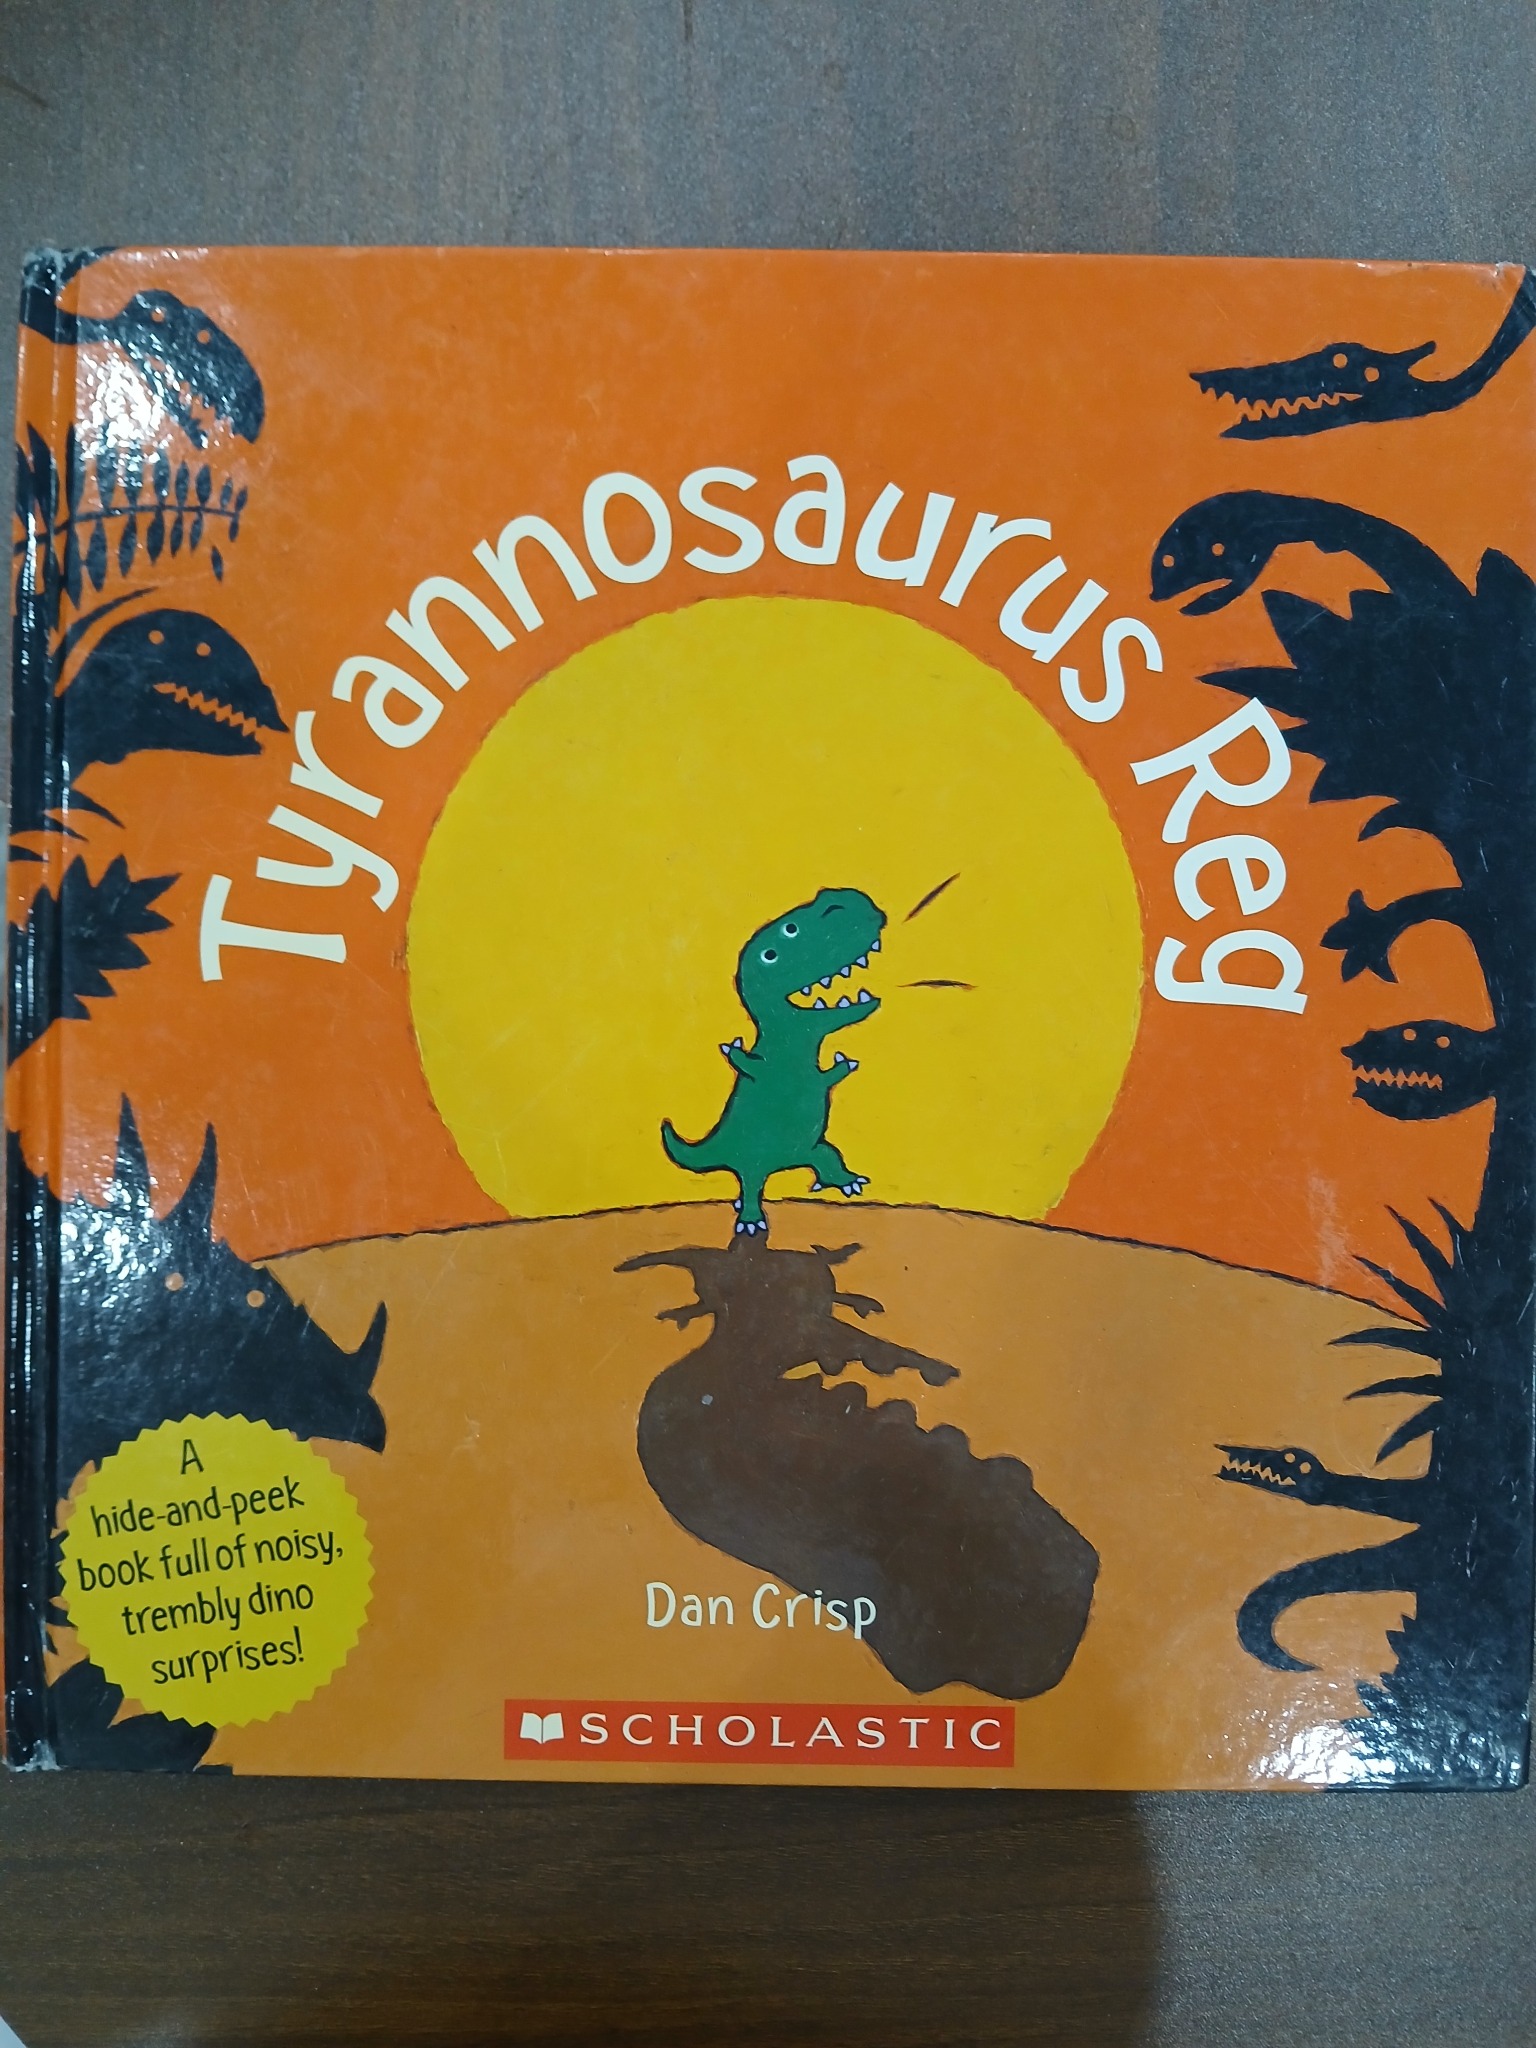 Tyrannosaurus Reg
A
hide-and-peek
book full of noisy,
trembly dino
surprises!
Dan Crisp
SCHOLASTIC